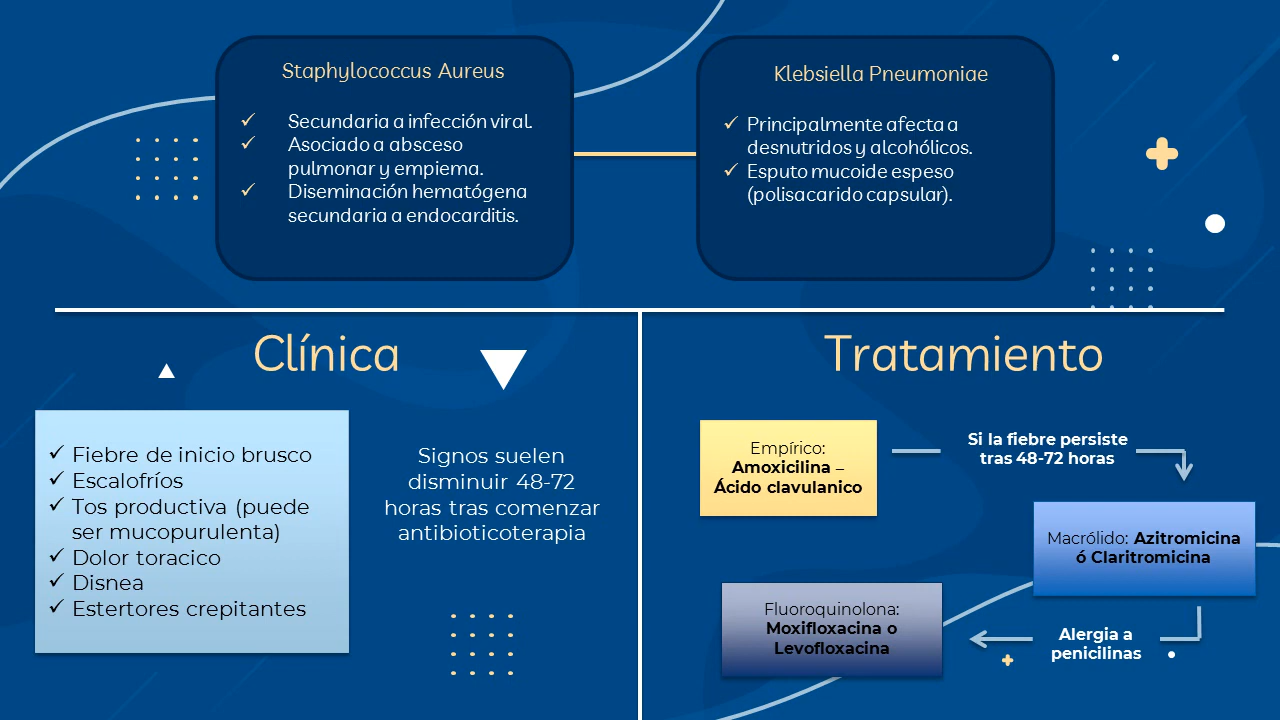 Staphylococcus Aureus
✓ Secundaria a infección viral.
✓ Asociado a absceso
pulmonar y empiema.
✓ Diseminación hematógena
secundaria a endocarditis.
Klebsiella Pneumoniae
✓ Principalmente afecta a
desnutridos y alcohólicos.
✓ Esputo mucoide espeso
(polisacarido capsular).
Clínica
✓ Fiebre de inicio brusco
✓ Escalofríos
✓ Tos productiva (puede
ser mucopurulenta)
✓ Dolor toracico
✓ Disnea
✓ Estertores crepitantes
Signos suelen
disminuir 48-72
horas tras comenzar
antibioticoterapia
Tratamiento
Empírico:
Amoxicilina –
Ácido clavulanico
Si la fiebre persiste
tras 48-72 horas
Macrólido: Azitromicina
ó Claritromicina
Alergia a
penicilinas
Fluoroquinolona:
Moxifloxacina o
Levofloxacina